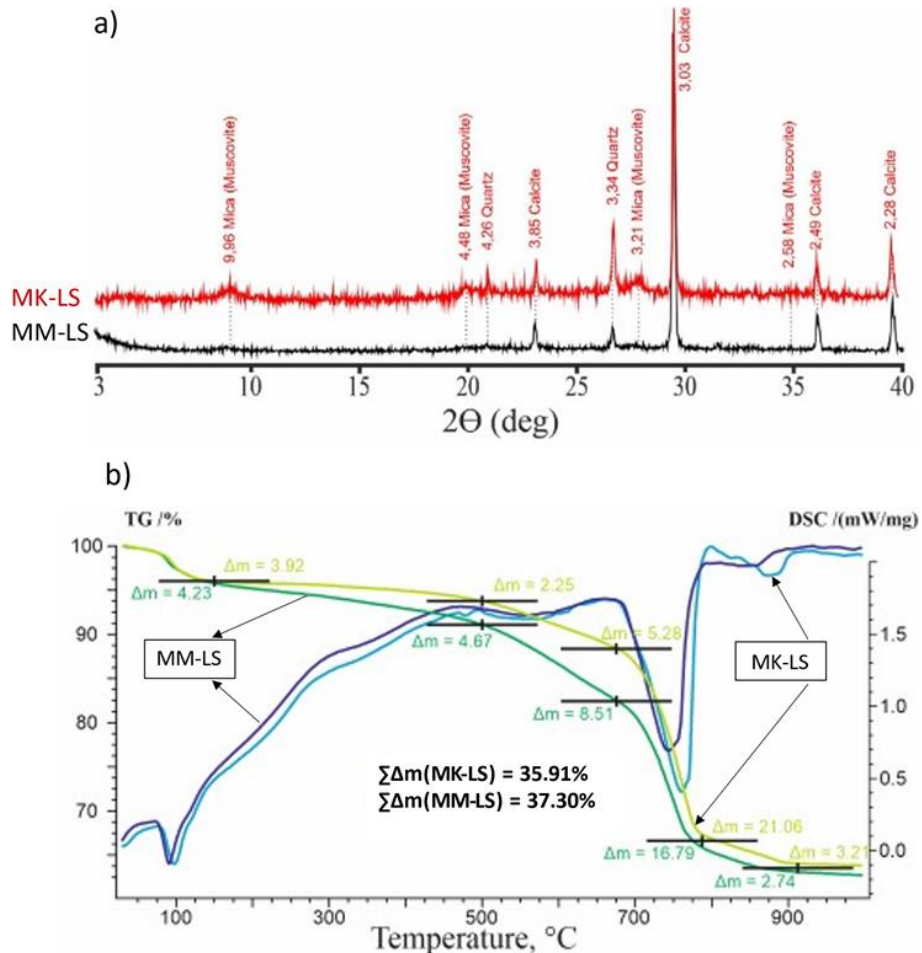 a)
9,96 Mica (Muscovite)
4,48 Mica (Muscovite)
4,26 Quartz
3,85 Calcite
3,34 Quartz
3,21 Mica (Muscovite)
3,03 Calcite
2,58 Mica (Muscovite)
2,49 Calcite
2,28 Calcite
MK-LS
MM-LS
3 10 15 20 25 30 35 40
2Θ (deg)
b)
TG /%
DSC /(mW/mg)
100
90
80
70
Δm = 3.92
Δm = 4.23
Δm = 2.25
Δm = 4.67
Δm = 5.28
Δm = 8.51
MM-LS
MK-LS
∑Δm(MK-LS) = 35.91%
∑Δm(MM-LS) = 37.30%
Δm = 21.06
Δm = 16.79
Δm = 3.21
Δm = 2.74
1.5
1.0
0.5
0.0
100 300 500 700 900
Temperature, °C